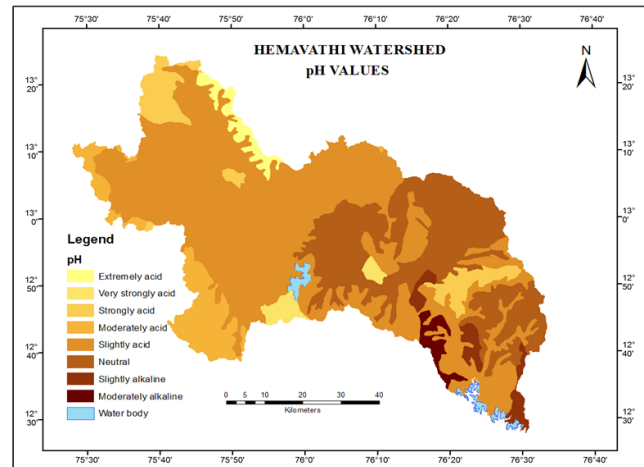 75°30' 75°40' 75°50' 76°0' 76°10' 76°20' 76°30' 76°40'
HEMAVATHI WATERSHED
pH VALUES
N
13°
20'
13°
10'
13°
0'
12°
50'
12°
40'
12°
30'
13°
20'
13°
10'
13°
0'
12°
50'
12°
40'
12°
30'
Legend
pH
Extremely acid
Very strongly acid
Strongly acid
Moderately acid
Slightly acid
Neutral
Slightly alkaline
Moderately alkaline
Water body
0 5 10 20 30 40
Kilometers
75°30' 75°40' 75°50' 76°0' 76°10' 76°20' 76°30' 76°40'